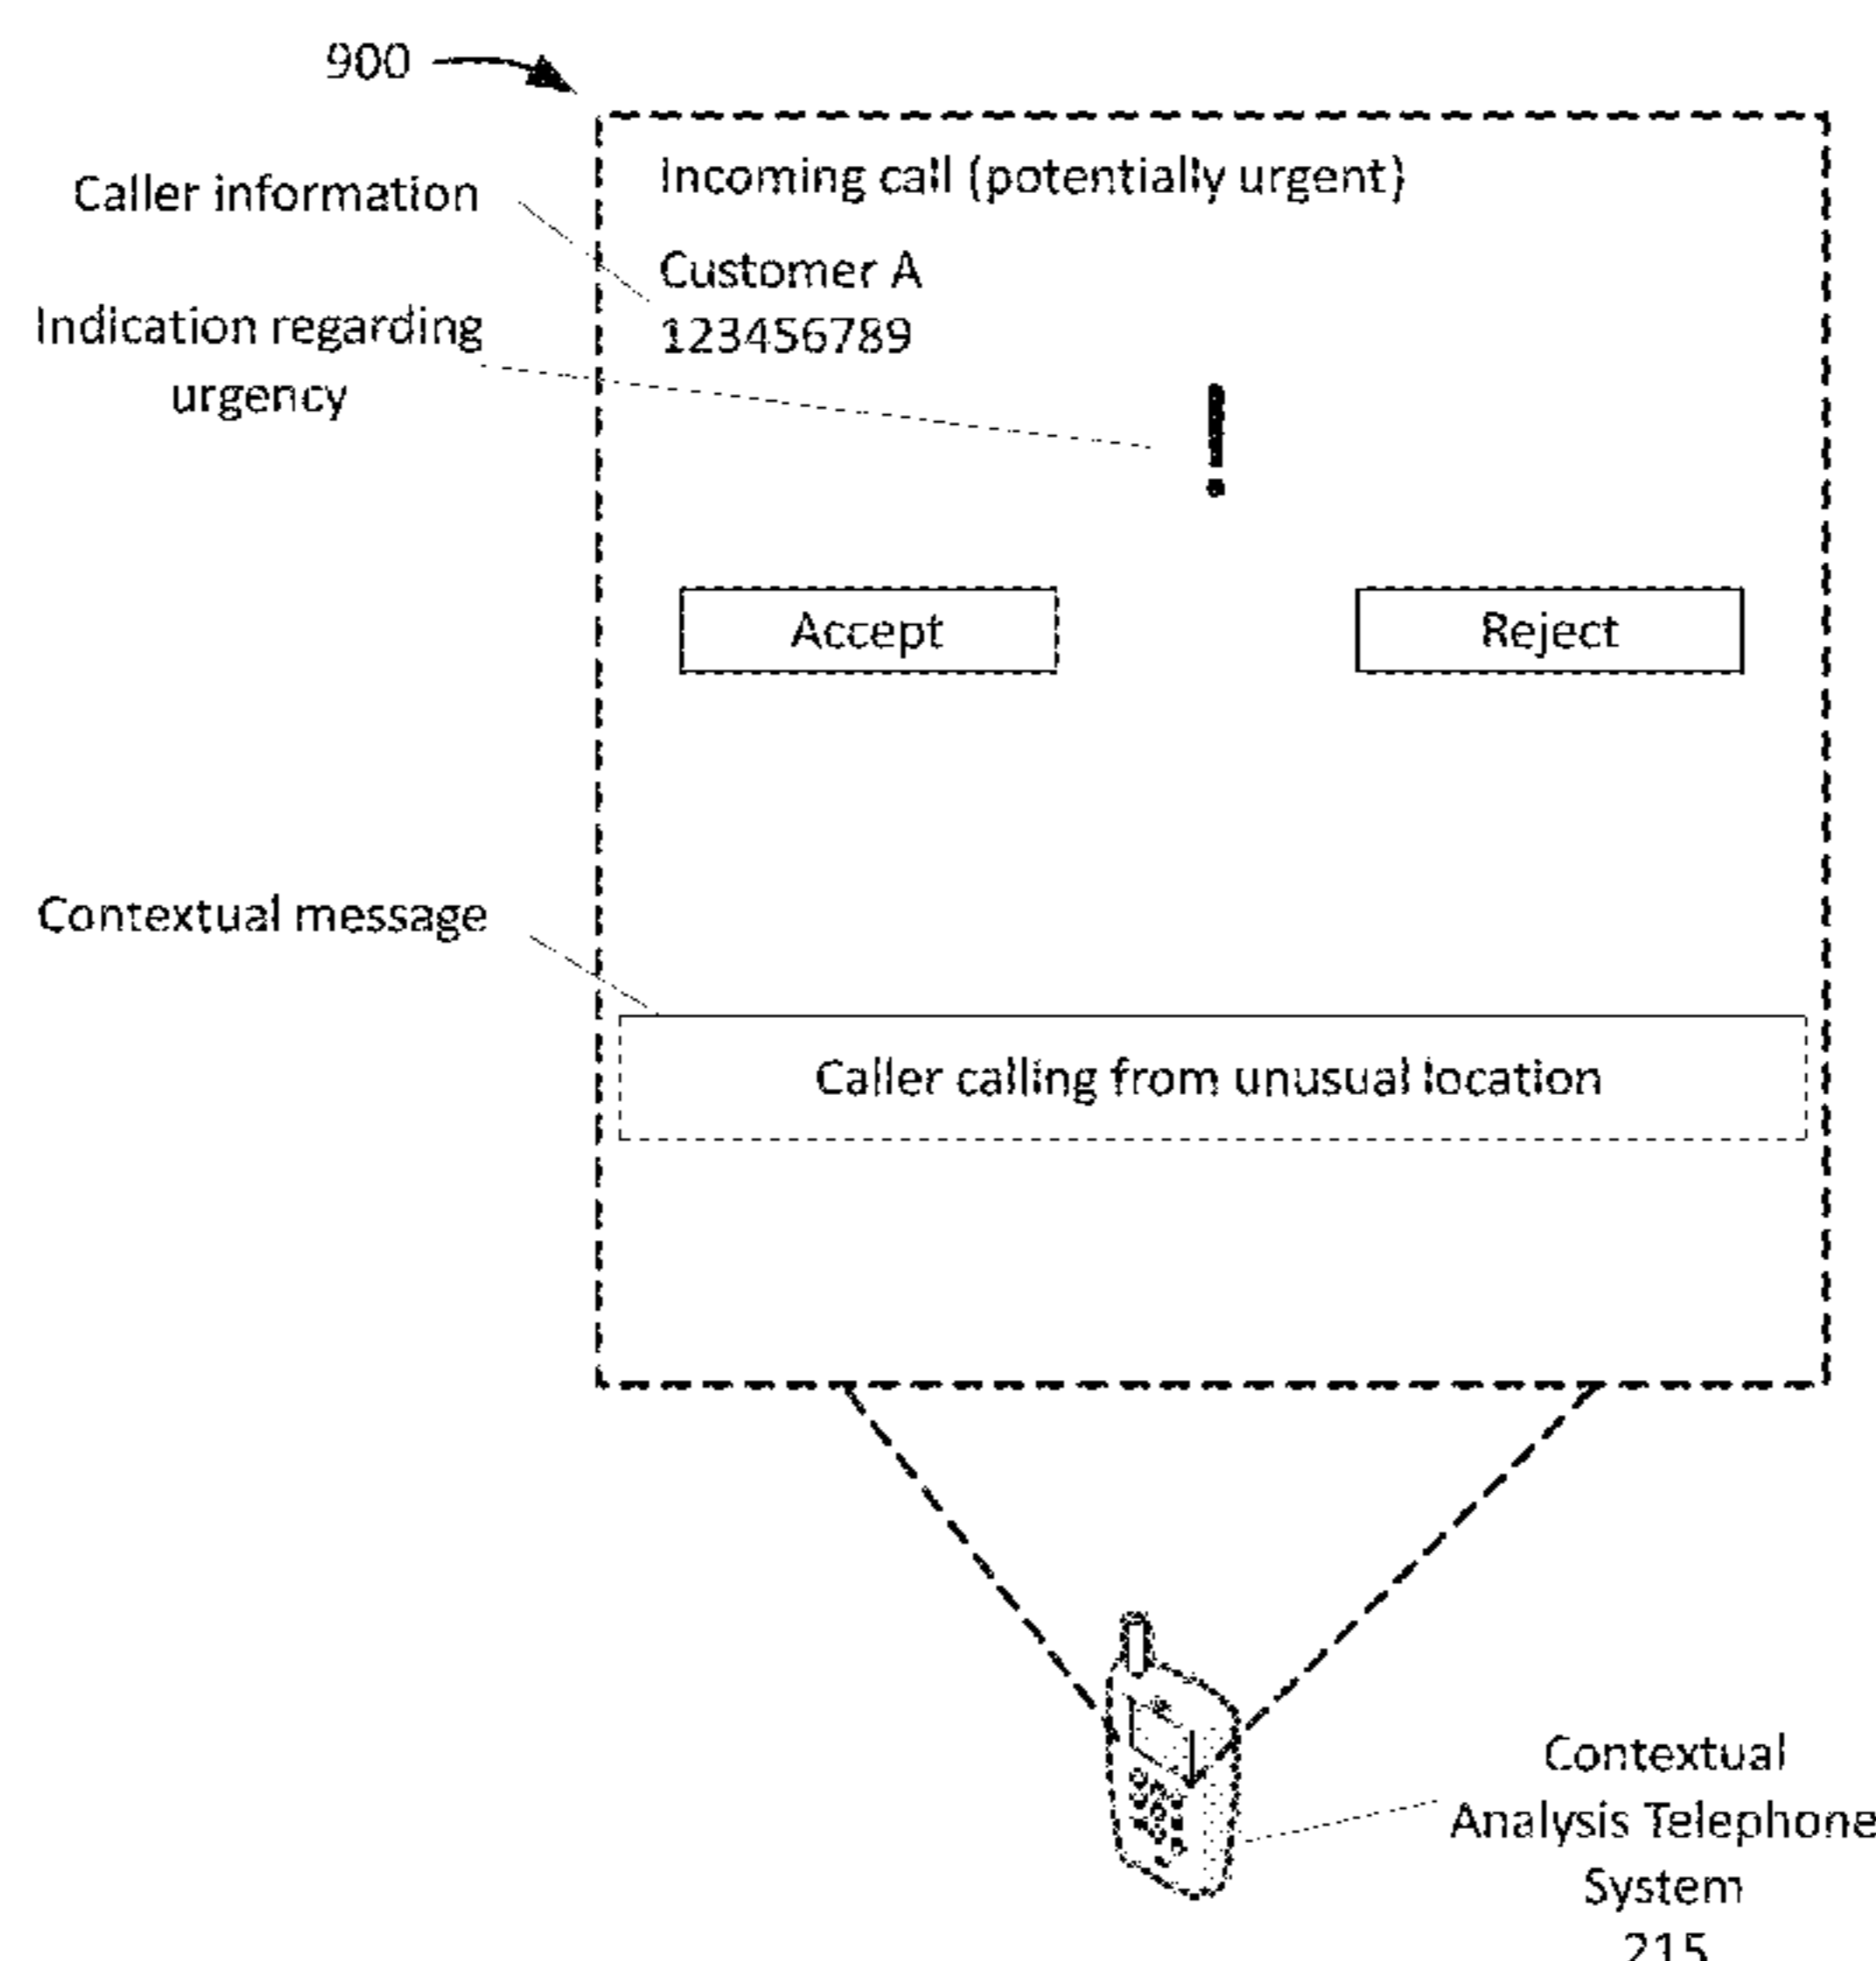 900
Incoming call (potentially urgent)
Caller information
Customer A
123456789
Indication regarding
urgency
!
Accept
Reject
Contextual message
Caller calling from unusual location
Contextual
Analysis Telephone
System
215